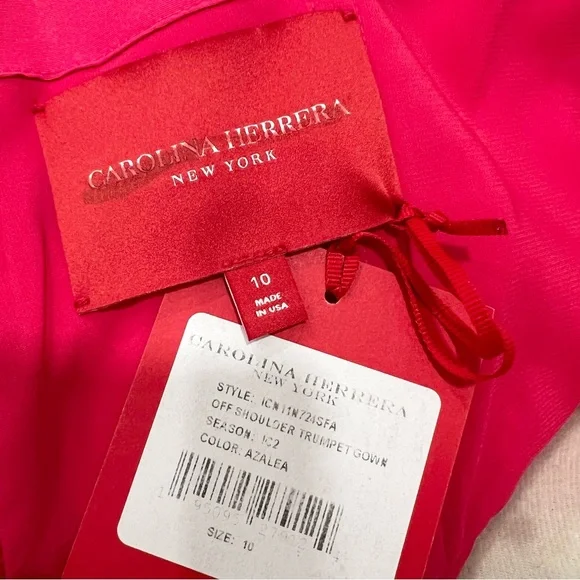 CAROLINA HERRERA
NEW YORK
10
MADE
IN USA
CAROLINA HERRERA
NEW YORK
STYLE: ICN11N724SFA
OFF SHOULDER TRUMPET GOWN
SEASON: IC2
COLOR: AZALEA
SIZE: 10